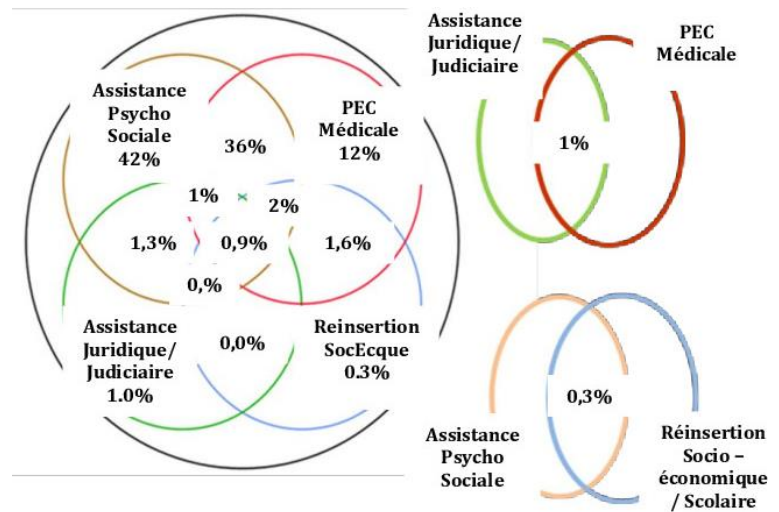 Assistance
Psycho
Sociale
42%
36%
PEC
Médicale
12%
1%
2%
1,3%
0,9%
1,6%
0,%
Assistance
Juridique/
Judiciaire
1.0%
0,0%
Reinsertion
SocEcque
0.3%
Assistance
Juridique/
Judiciaire
PEC
Médicale
1%
0,3%
Assistance
Psycho
Sociale
Réinsertion
Socio –
économique
/ Scolaire